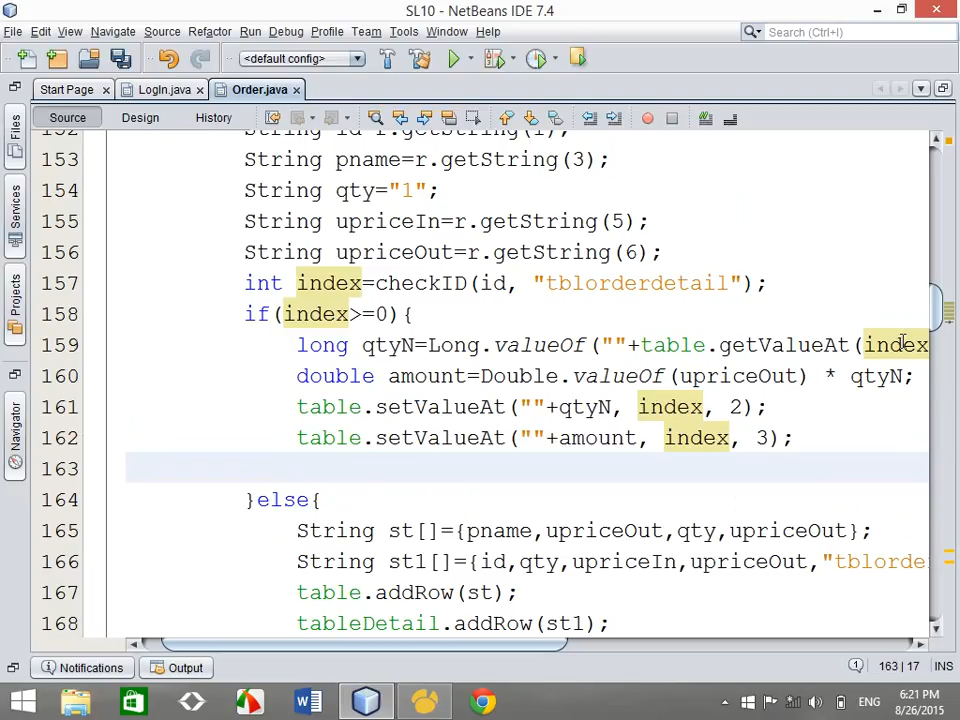 SL10 - NetBeans IDE 7.4
File Edit View Navigate Source Refactor Run Debug Profile Team Tools Window Help
Search (Ctrl+I)
<default config>
Start Page
LogIn.java
Order.java
Source Design History
Files
Services
Projects
Navigator
153 String pname=r.getString(3);
154 String qty="1";
155 String upriceIn=r.getString(5);
156 String upriceOut=r.getString(6);
157 int index=checkID(id, "tblorderdetail");
158 if(index>=0){
159 long qtyN=Long.valueOf(""+table.getValueAt(index
160 double amount=Double.valueOf(upriceOut) * qtyN;
161 table.setValueAt(""+qtyN, index, 2);
162 table.setValueAt(""+amount, index, 3);
163
164 }else{
165 String st[]={pname,upriceOut,qty,upriceOut};
166 String st1[]={id,qty,upriceIn,upriceOut,"tblorde
167 table.addRow(st);
168 tableDetail.addRow(st1);
Notifications Output
1 163 | 17 INS
ENG
6:21 PM
8/26/2015